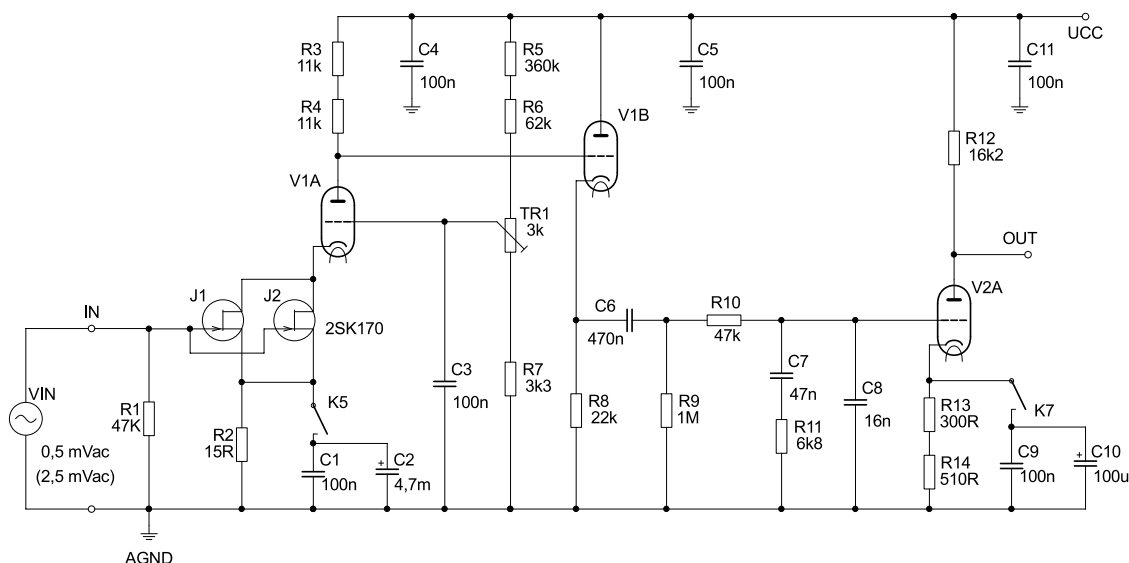 UCC
R3
11k
C4
100n
R5
360k
C5
100n
C11
100n
R4
11k
R6
62k
V1B
R12
16k2
V1A
TR1
3k
OUT
V2A
J1
J2
IN
2SK170
C6
470n
R10
47k
VIN
R1
47K
K5
C3
100n
R7
3k3
R8
22k
R9
1M
C7
47n
C8
16n
R11
6k8
R13
300R
K7
0,5 mVac
(2,5 mVac)
R2
15R
C1
100n
+
C2
4,7m
R14
510R
C9
100n
+
C10
100u
AGND